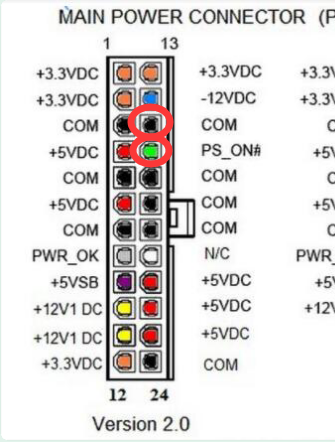 MAIN POWER CONNECTOR (P
1 13
+3.3VDC +3.3VDC +3.3V
+3.3VDC -12VDC +3.3V
COM COM C
+5VDC PS_ON# +5V
COM COM C
+5VDC COM +5V
COM COM C
PWR_OK N/C PWR_
+5VSB +5VDC +5V
+12V1 DC +5VDC +12V
+12V1 DC +5VDC
+3.3VDC COM
12 24
Version 2.0